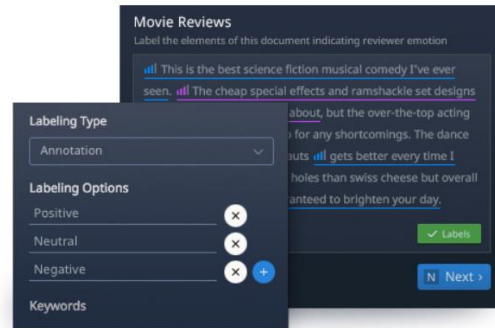 Movie Reviews
Label the elements of this document indicating reviewer emotion
This is the best science fiction musical comedy I've ever
seen. The cheap special effects and ramshackle set designs
about, but the over-the-top acting
for any shortcomings. The dance
gets better every time I
holes than swiss cheese but overall
to brighten your day.
Labels
N Next ›
Labeling Type
Annotation
Labeling Options
Positive
Neutral
Negative
Keywords